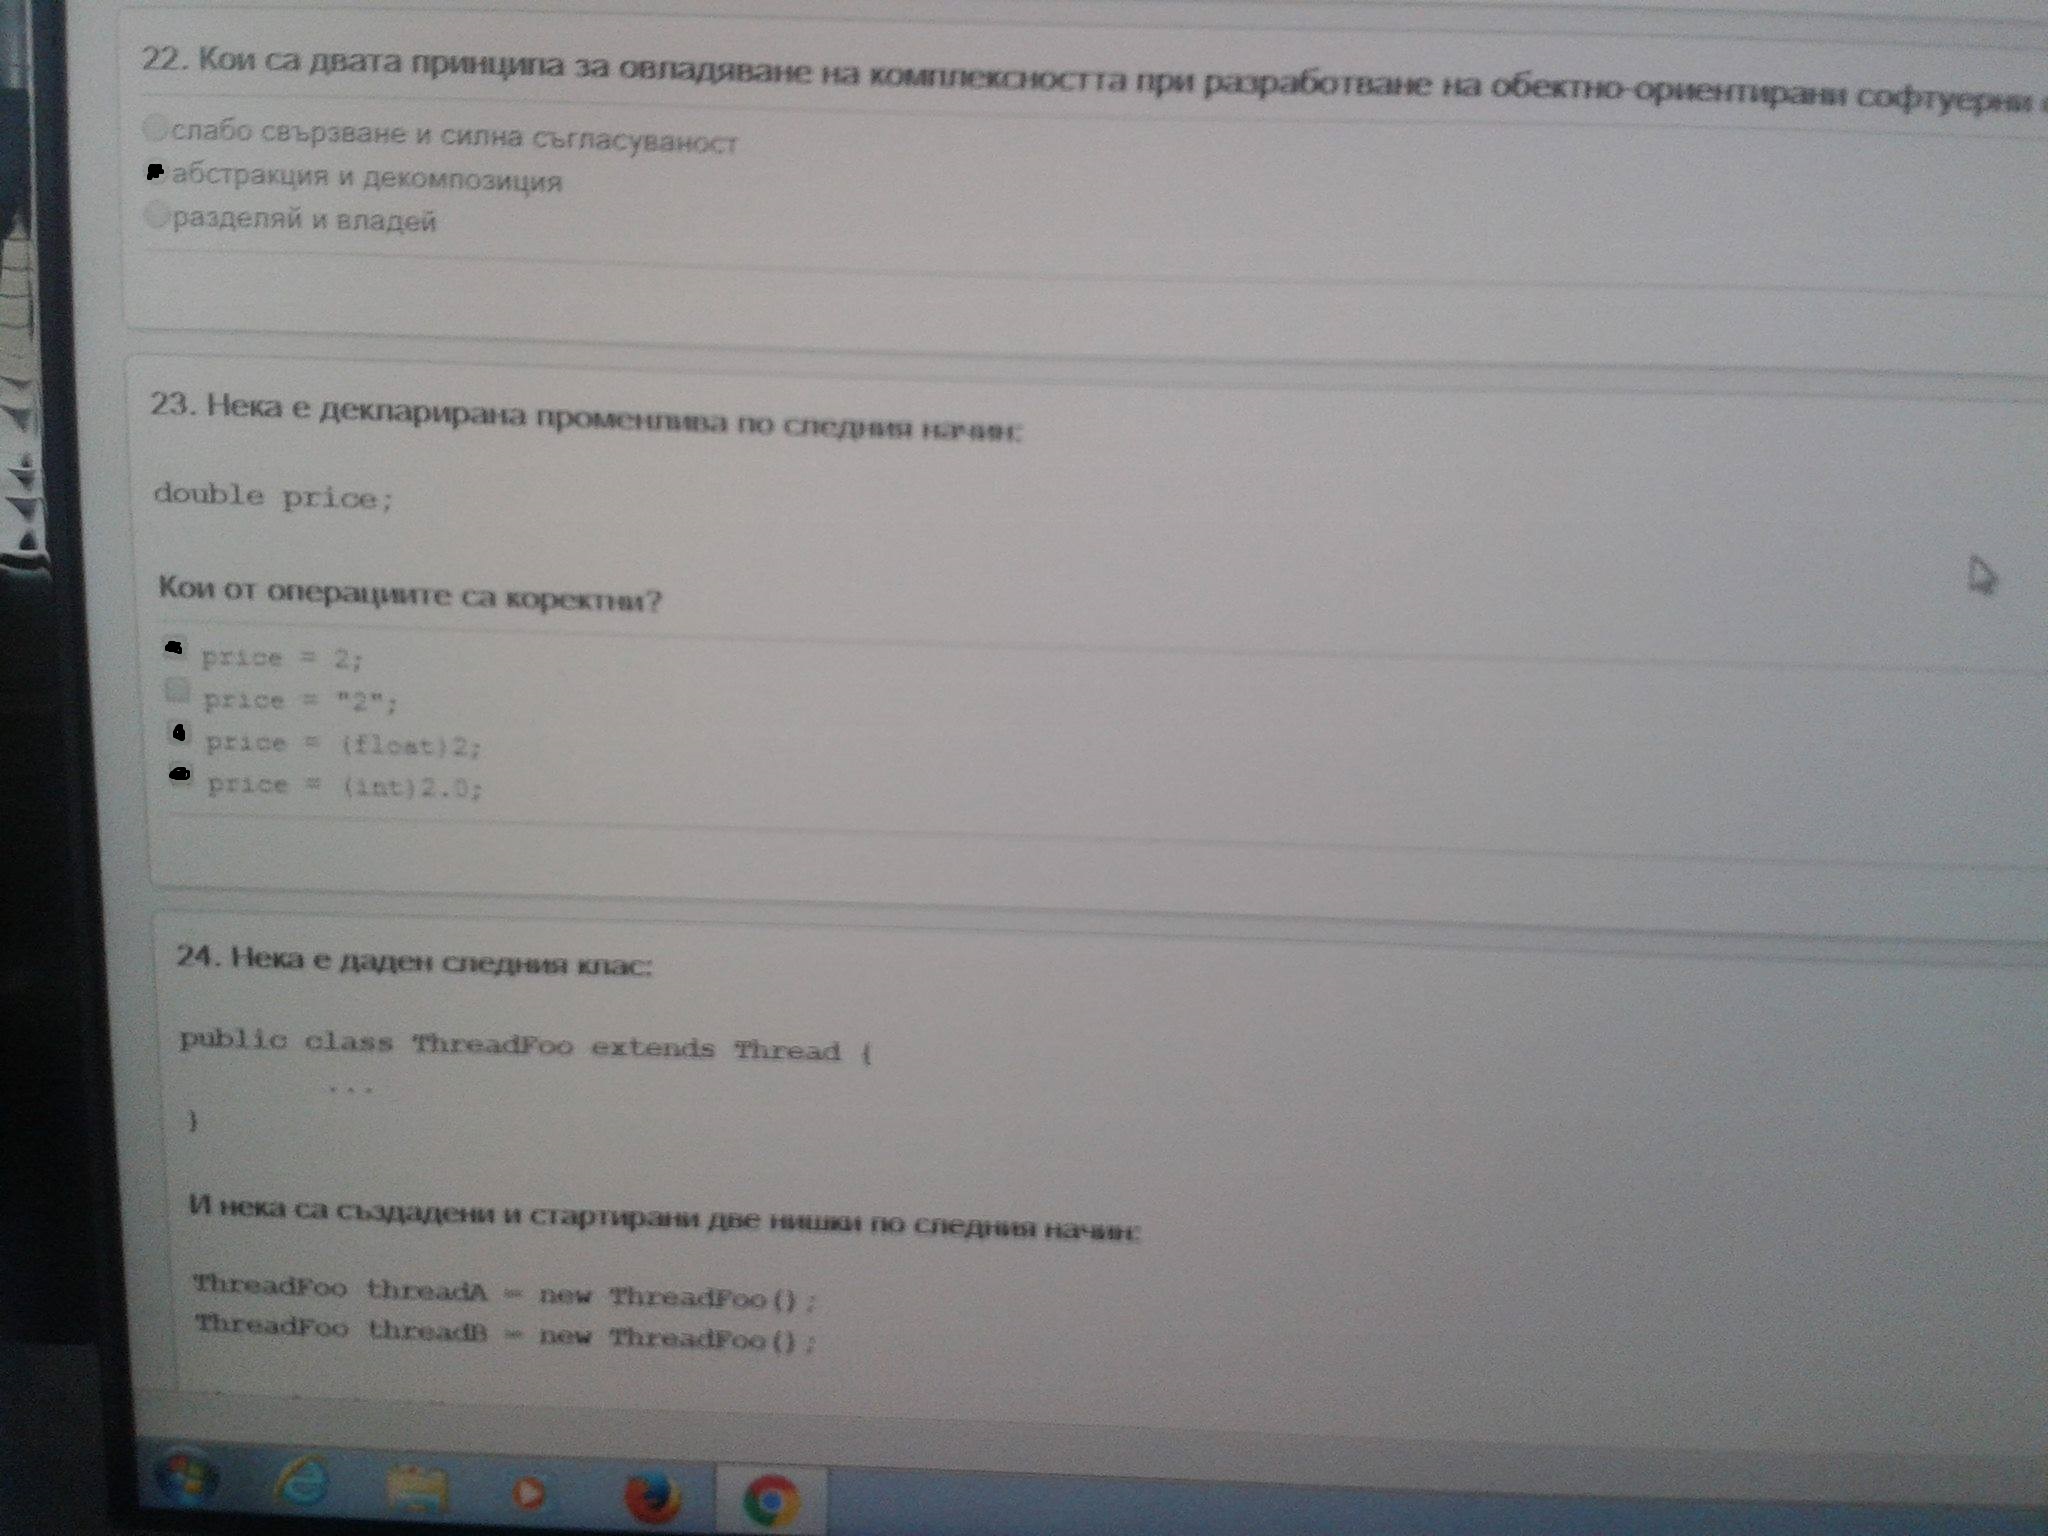 22. Кои са двата принципа за овладяване на комплексността при разработване на обектно-ориентирани софтуерни
слабо свързване и силна съгласуваност
абстракция и декомпозиция
разделяй и владей
23. Нека е декларирана променлива по следния начин:
double price;
Кои от операциите са коректни?
price = 2;
price = "2";
price = (float)2;
price = (int)2.0;
24. Нека е даден следния клас:
public class ThreadFoo extends Thread {
...
}
И нека са създадени и стартирани две нишки по следния начин:
ThreadFoo threadA = new ThreadFoo();
ThreadFoo threadB = new ThreadFoo();